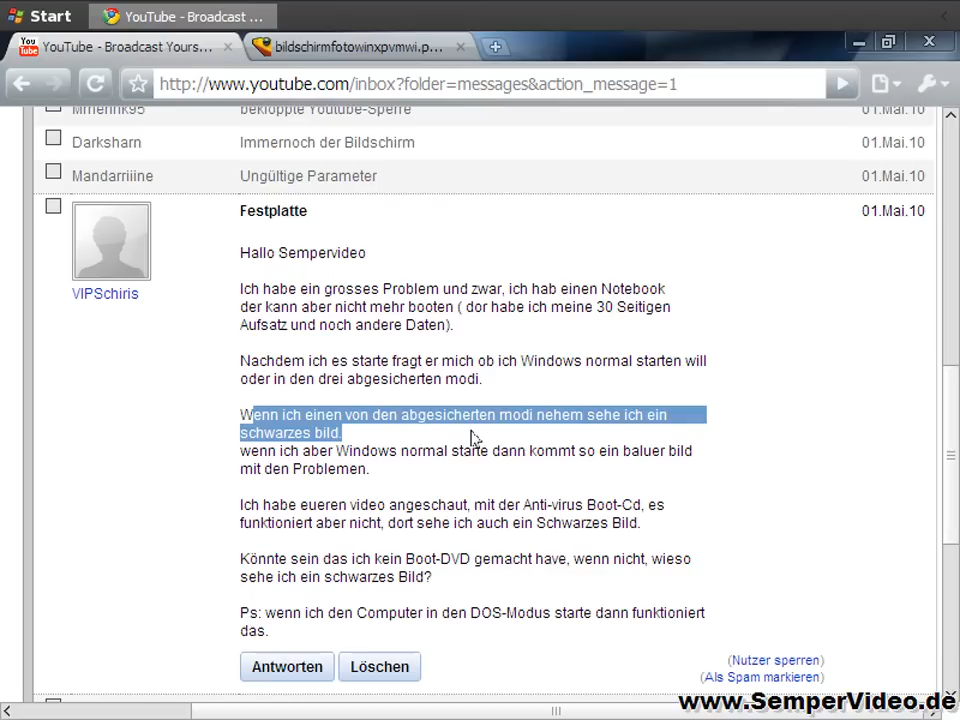 Start
YouTube - Broadcast ...
YouTube - Broadcast Yours...
bildschirmfotowinxpvmwi.p...
http://www.youtube.com/inbox?folder=messages&action_message=1
Mrrerink95 bekloppte Youtube-Sperre 01.Mai.10
Darksharn Immernoch der Bildschirm 01.Mai.10
Mandarriiine Ungültige Parameter 01.Mai.10
Festplatte 01.Mai.10
VIPSchiris
Hallo Sempervideo
Ich habe ein grosses Problem und zwar, ich hab einen Notebook
der kann aber nicht mehr booten ( dor habe ich meine 30 Seitigen
Aufsatz und noch andere Daten).
Nachdem ich es starte fragt er mich ob ich Windows normal starten will
oder in den drei abgesicherten modi.
Wenn ich einen von den abgesicherten modi nehem sehe ich ein
schwarzes bild.
wenn ich aber Windows normal starte dann kommt so ein baluer bild
mit den Problemen.
Ich habe eueren video angeschaut, mit der Anti-virus Boot-Cd, es
funktioniert aber nicht, dort sehe ich auch ein Schwarzes Bild.
Könnte sein das ich kein Boot-DVD gemacht have, wenn nicht, wieso
sehe ich ein schwarzes Bild?
Ps: wenn ich den Computer in den DOS-Modus starte dann funktioniert
das.
Antworten Löschen
(Nutzer sperren)
(Als Spam markieren)
www.SemperVideo.de